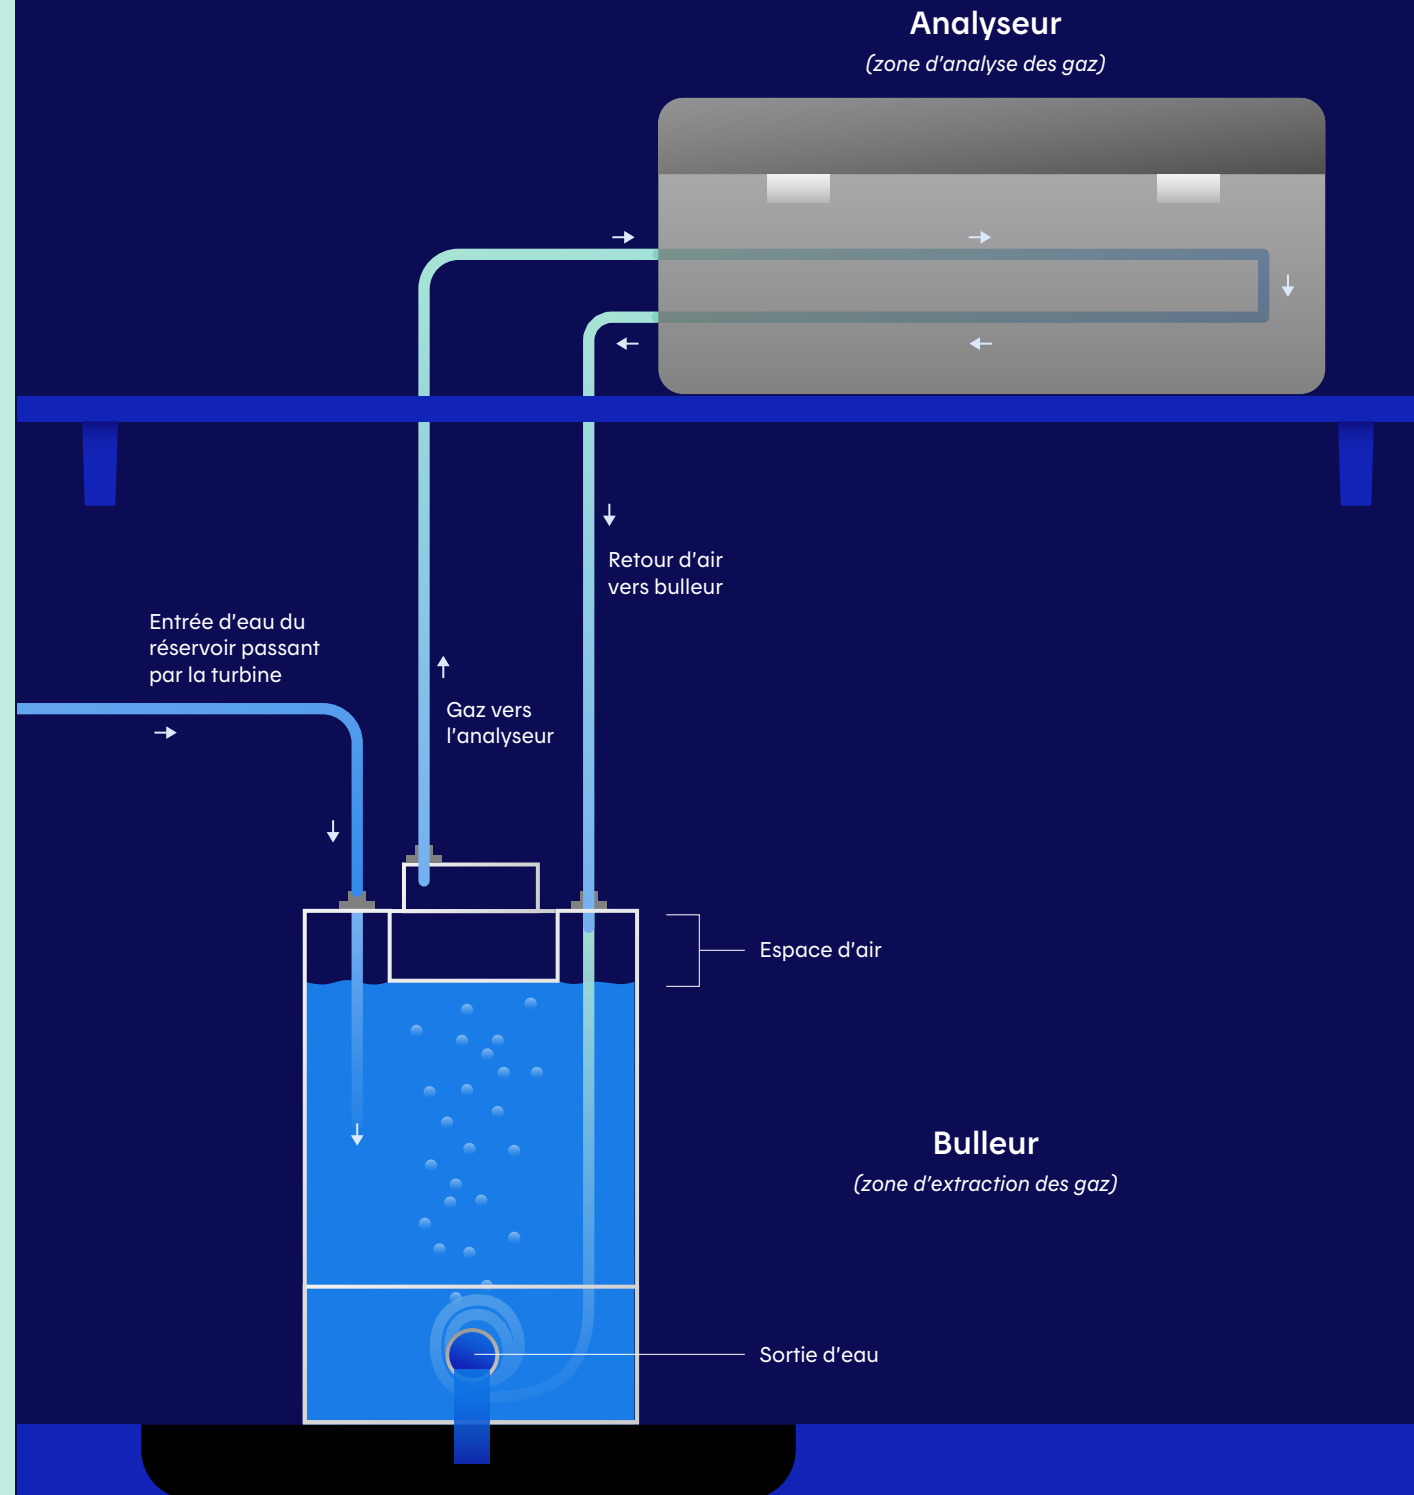 Analyseur
(zone d'analyse des gaz)
Retour d'air
vers bulleur
Entrée d'eau du
réservoir passant
par la turbine
Gaz vers
l'analyseur
Espace d'air
Bulleur
(zone d'extraction des gaz)
Sortie d'eau